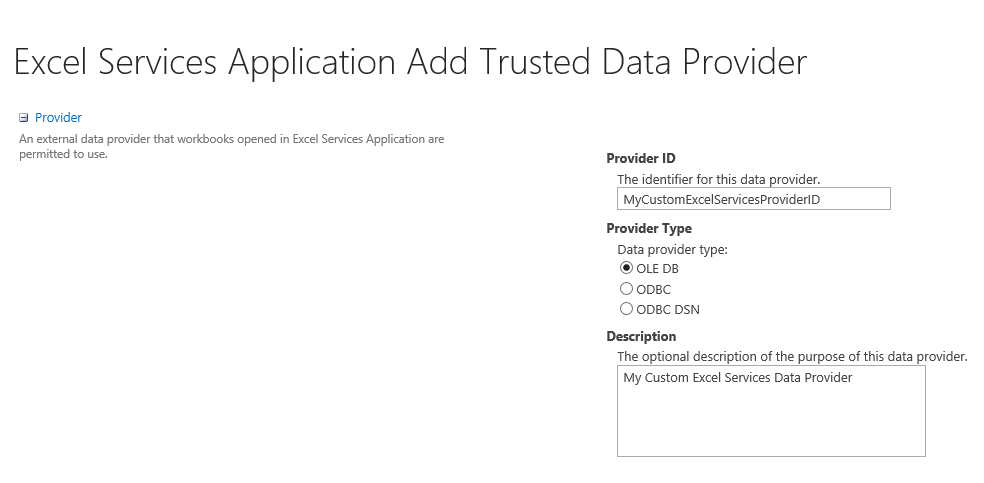 Excel Services Application Add Trusted Data Provider
Provider
An external data provider that workbooks opened in Excel Services Application are
permitted to use.
Provider ID
The identifier for this data provider.
MyCustomExcelServicesProviderID
Provider Type
Data provider type:
OLE DB
ODBC
ODBC DSN
Description
The optional description of the purpose of this data provider.
My Custom Excel Services Data Provider